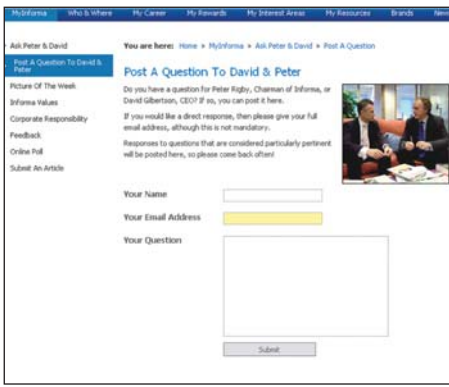 MyInforma Who & Where My Career My Rewards My Interest Areas My Resources Brands News
Ask Peter & David
Post A Question To David &
Peter
Picture Of The Week
Informa Values
Corporate Responsibility
Feedback
Online Poll
Submit An Article
You are here: Home » MyInforma » Ask Peter & David » Post A Question
Post A Question To David & Peter
Do you have a question for Peter Rigby, Chairman of Informa, or
David Gilbertson, CEO? If so, you can post it here.
If you would like a direct response, then please give your full
email address, although this is not mandatory.
Responses to questions that are considered particularly pertinent
will be posted here, so please come back often!
Your Name
Your Email Address
Your Question
Submit